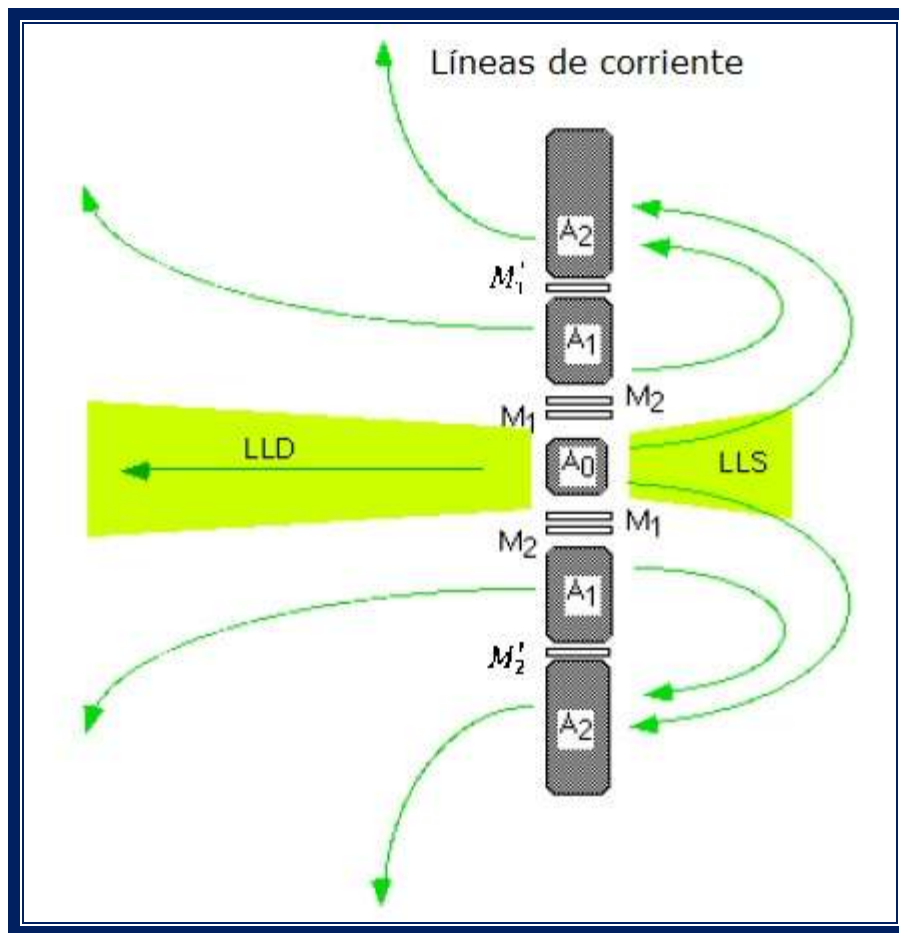 Líneas de corriente
A2
M'1
A1
M1
M2
LLD
A0
LLS
M2
M1
A1
M'2
A2